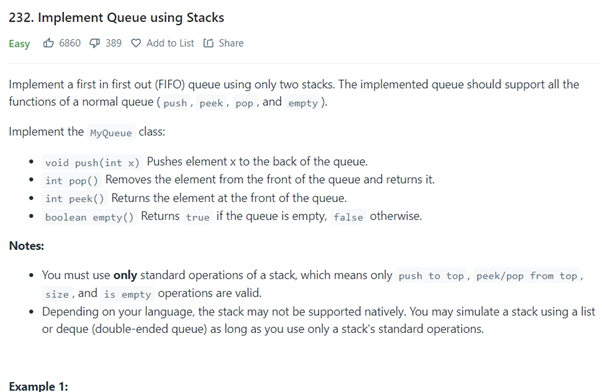 232. Implement Queue using Stacks
Easy 6860 389 Add to List Share
Implement a first in first out (FIFO) queue using only two stacks. The implemented queue should support all the
functions of a normal queue ( push , peek , pop , and empty ).
Implement the MyQueue class:
• void push(int x) Pushes element x to the back of the queue.
• int pop() Removes the element from the front of the queue and returns it.
• int peek() Returns the element at the front of the queue.
• boolean empty() Returns true if the queue is empty, false otherwise.
Notes:
• You must use only standard operations of a stack, which means only push to top , peek/pop from top ,
size , and is empty operations are valid.
• Depending on your language, the stack may not be supported natively. You may simulate a stack using a list
or deque (double-ended queue) as long as you use only a stack's standard operations.
Example 1: